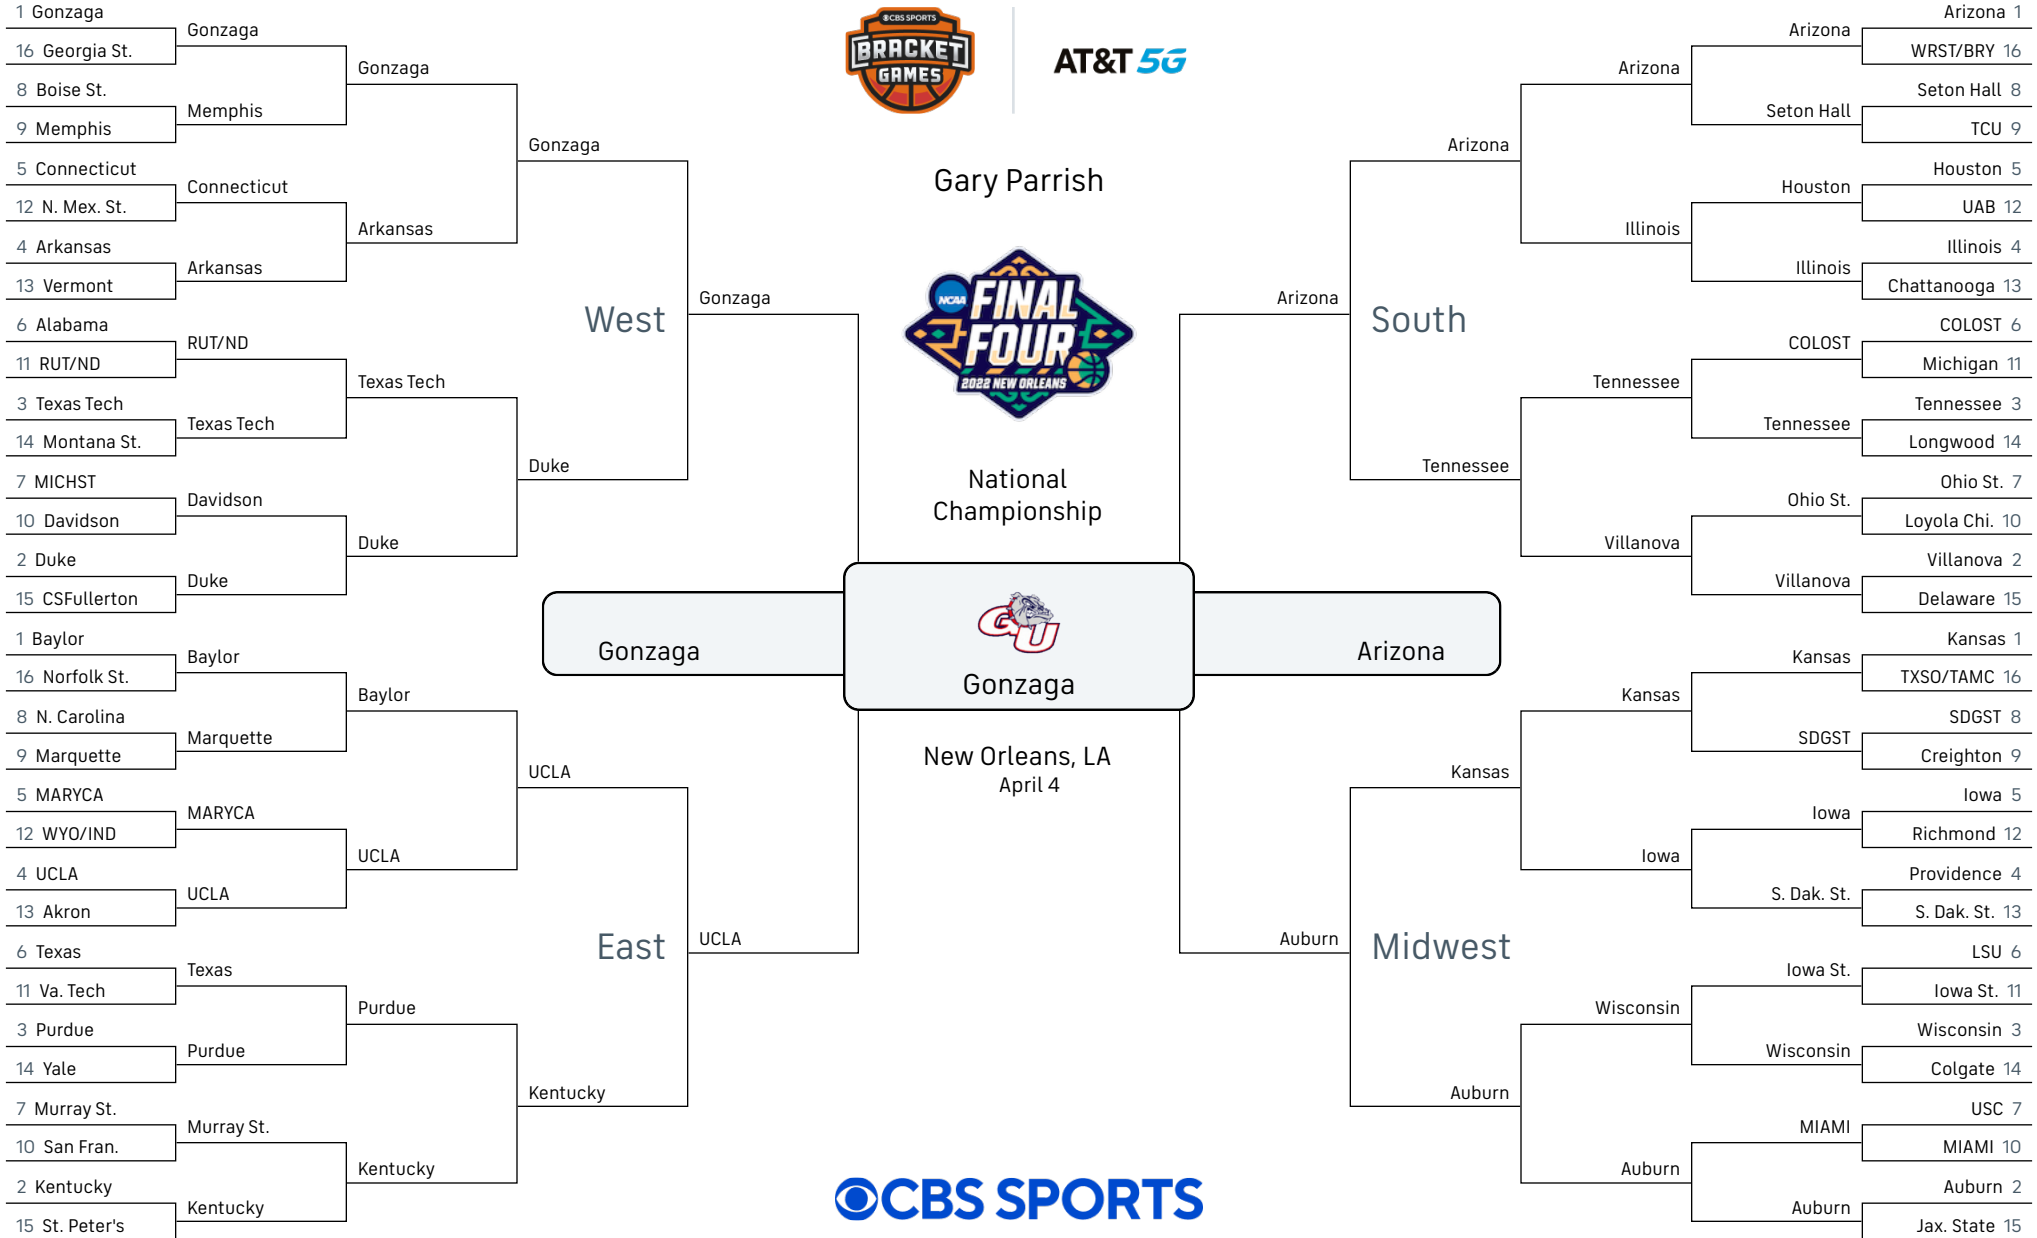 1 Gonzaga
16 Georgia St.
8 Boise St.
9 Memphis
5 Connecticut
12 N. Mex. St.
4 Arkansas
13 Vermont
6 Alabama
11 RUT/ND
3 Texas Tech
14 Montana St.
7 MICHST
10 Davidson
2 Duke
15 CSFullerton
1 Baylor
16 Norfolk St.
8 N. Carolina
9 Marquette
5 MARYCA
12 WYO/IND
4 UCLA
13 Akron
6 Texas
11 Va. Tech
3 Purdue
14 Yale
7 Murray St.
10 San Fran.
2 Kentucky
15 St. Peter's
Gonzaga
Memphis
Connecticut
Arkansas
RUT/ND
Texas Tech
Davidson
Duke
Baylor
Marquette
MARYCA
UCLA
Texas
Purdue
Murray St.
Kentucky
Gonzaga
Arkansas
Texas Tech
Duke
Baylor
UCLA
Purdue
Kentucky
Gonzaga
Duke
UCLA
Kentucky
West
East
Gonzaga
UCLA
CBS SPORTS
BRACKET
GAMES
AT&T 5G
Gary Parrish
NCAA
FINAL
FOUR
2022 NEW ORLEANS
National
Championship
Gonzaga
GU
Gonzaga
Arizona
New Orleans, LA
April 4
CBS SPORTS
Arizona
Auburn
South
Midwest
Arizona
Tennessee
Kansas
Auburn
Arizona
Illinois
Tennessee
Villanova
Kansas
Iowa
Wisconsin
Auburn
Arizona
Seton Hall
Houston
Illinois
COLOST
Tennessee
Ohio St.
Villanova
Kansas
SDGST
Iowa
S. Dak. St.
Iowa St.
Wisconsin
MIAMI
Auburn
Arizona 1
WRST/BRY 16
Seton Hall 8
TCU 9
Houston 5
UAB 12
Illinois 4
Chattanooga 13
COLOST 6
Michigan 11
Tennessee 3
Longwood 14
Ohio St. 7
Loyola Chi. 10
Villanova 2
Delaware 15
Kansas 1
TXSO/TAMC 16
SDGST 8
Creighton 9
Iowa 5
Richmond 12
Providence 4
S. Dak. St. 13
LSU 6
Iowa St. 11
Wisconsin 3
Colgate 14
USC 7
MIAMI 10
Auburn 2
Jax. State 15